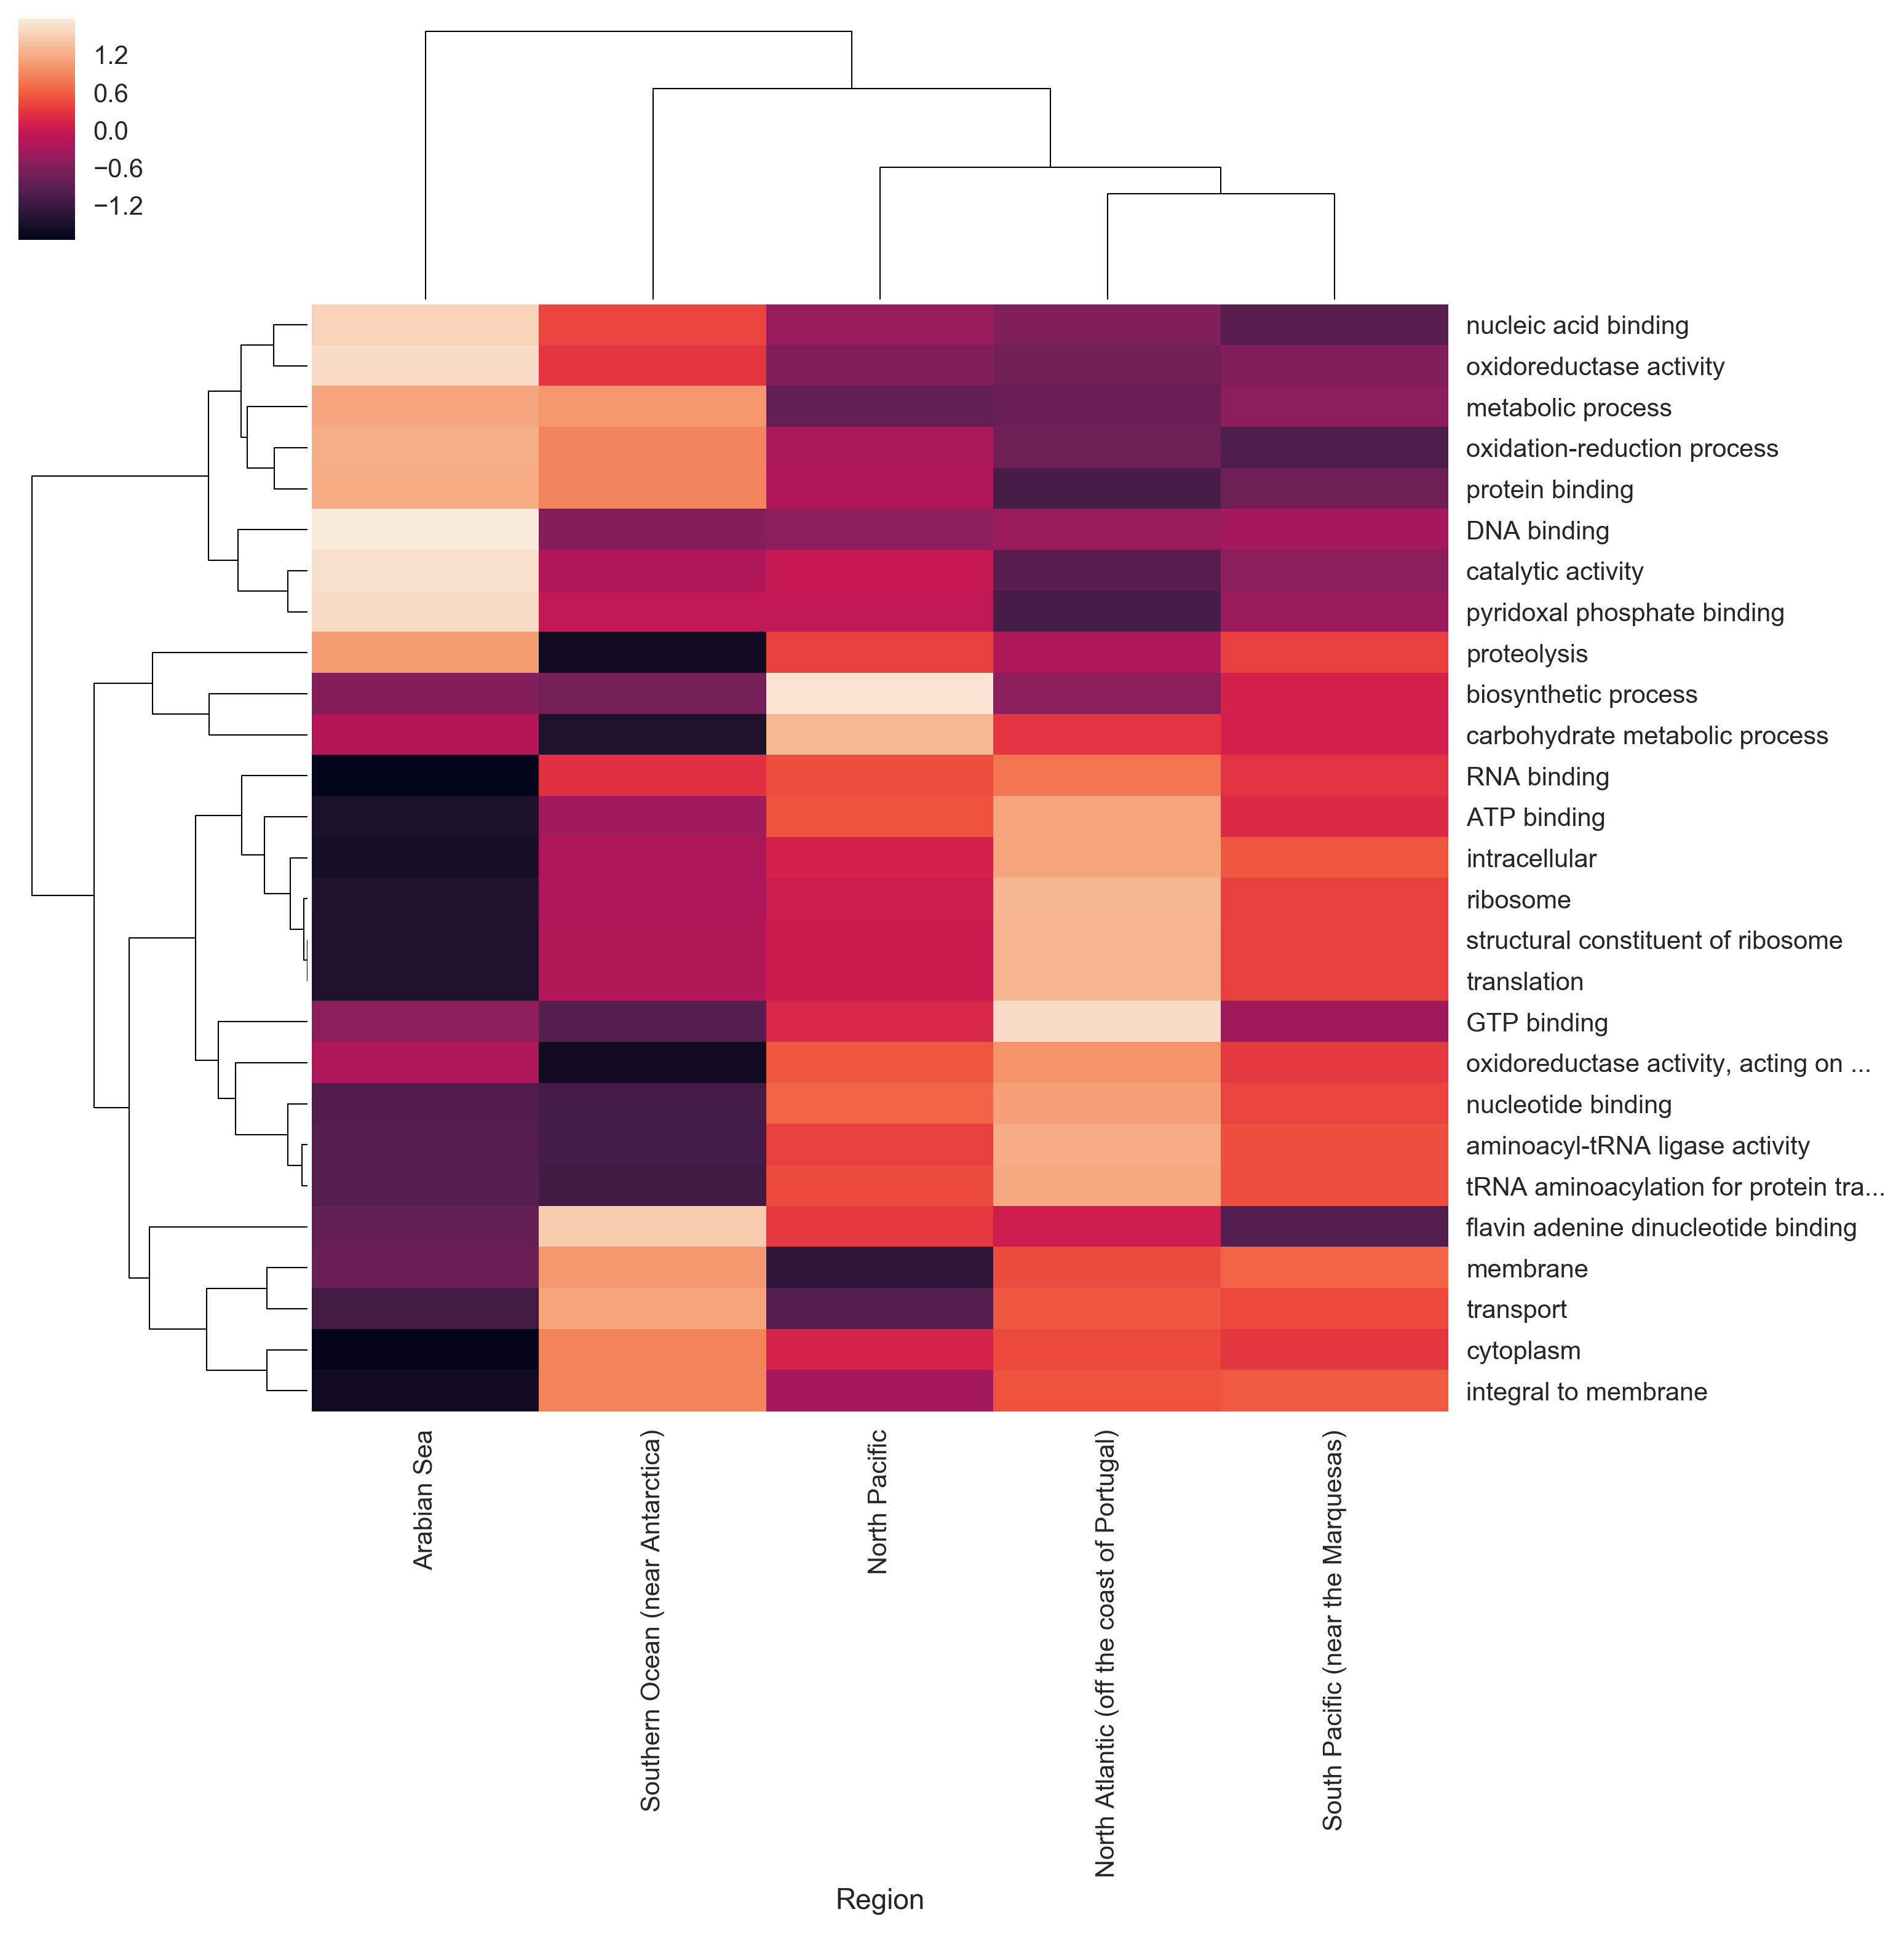 1.2
0.6
0.0
−0.6
−1.2
nucleic acid binding
oxidoreductase activity
metabolic process
oxidation-reduction process
protein binding
DNA binding
catalytic activity
pyridoxal phosphate binding
proteolysis
biosynthetic process
carbohydrate metabolic process
RNA binding
ATP binding
intracellular
ribosome
structural constituent of ribosome
translation
GTP binding
oxidoreductase activity, acting on ...
nucleotide binding
aminoacyl-tRNA ligase activity
tRNA aminoacylation for protein tra...
flavin adenine dinucleotide binding
membrane
transport
cytoplasm
integral to membrane
Arabian Sea
Southern Ocean (near Antarctica)
North Pacific
North Atlantic (off the coast of Portugal)
South Pacific (near the Marquesas)
Region